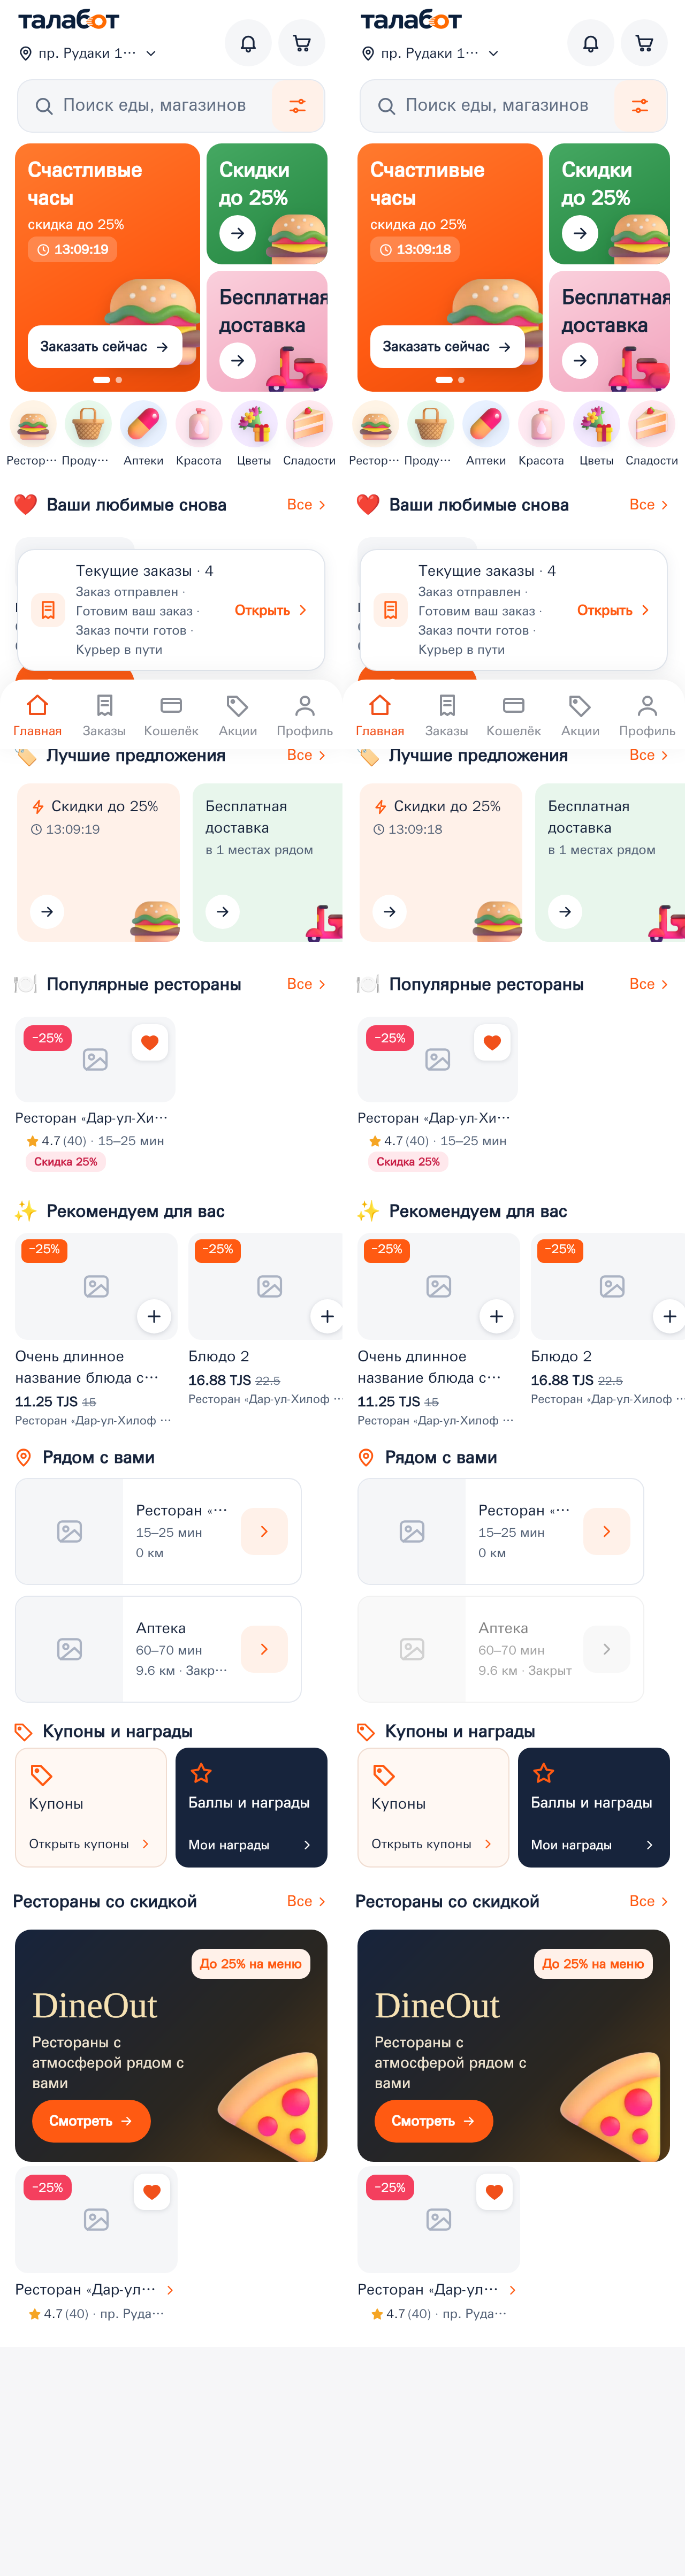 талабот
пр. Рудаки 1···
Поиск еды, магазинов
Счастливые
часы
скидка до 25%
13:09:19
Заказать сейчас
Скидки
до 25%
Бесплатная
доставка
Рестор···
Проду···
Аптеки
Красота
Цветы
Сладости
Ваши любимые снова
Все
Текущие заказы · 4
Заказ отправлен ·
Готовим ваш заказ ·
Заказ почти готов ·
Курьер в пути
Открыть
Главная
Заказы
Кошелёк
Акции
Профиль
Лучшие предложения
Все
Скидки до 25%
13:09:19
Бесплатная
доставка
в 1 местах рядом
Популярные рестораны
Все
−25%
Ресторан «Дар-ул-Хи···
4.7 (40) · 15–25 мин
Скидка 25%
Рекомендуем для вас
−25%
Очень длинное
название блюда с···
11.25 TJS 15
Ресторан «Дар-ул-Хилоф ···
−25%
Блюдо 2
16.88 TJS 22.5
Ресторан «Дар-ул-Хилоф ···
Рядом с вами
Ресторан «···
15–25 мин
0 км
Аптека
60–70 мин
9.6 км · Закр···
Купоны и награды
Купоны
Открыть купоны
Баллы и награды
Мои награды
Рестораны со скидкой
Все
До 25% на меню
DineOut
Рестораны с
атмосферой рядом с
вами
Смотреть
−25%
Ресторан «Дар-ул···
4.7 (40) · пр. Руда···
талабот
пр. Рудаки 1···
Поиск еды, магазинов
Счастливые
часы
скидка до 25%
13:09:18
Заказать сейчас
Скидки
до 25%
Бесплатная
доставка
Рестор···
Проду···
Аптеки
Красота
Цветы
Сладости
Ваши любимые снова
Все
Текущие заказы · 4
Заказ отправлен ·
Готовим ваш заказ ·
Заказ почти готов ·
Курьер в пути
Открыть
Главная
Заказы
Кошелёк
Акции
Профиль
Лучшие предложения
Все
Скидки до 25%
13:09:18
Бесплатная
доставка
в 1 местах рядом
Популярные рестораны
Все
−25%
Ресторан «Дар-ул-Хи···
4.7 (40) · 15–25 мин
Скидка 25%
Рекомендуем для вас
−25%
Очень длинное
название блюда с···
11.25 TJS 15
Ресторан «Дар-ул-Хилоф ···
−25%
Блюдо 2
16.88 TJS 22.5
Ресторан «Дар-ул-Хилоф ···
Рядом с вами
Ресторан «···
15–25 мин
0 км
Аптека
60–70 мин
9.6 км · Закрыт
Купоны и награды
Купоны
Открыть купоны
Баллы и награды
Мои награды
Рестораны со скидкой
Все
До 25% на меню
DineOut
Рестораны с
атмосферой рядом с
вами
Смотреть
−25%
Ресторан «Дар-ул···
4.7 (40) · пр. Руда···